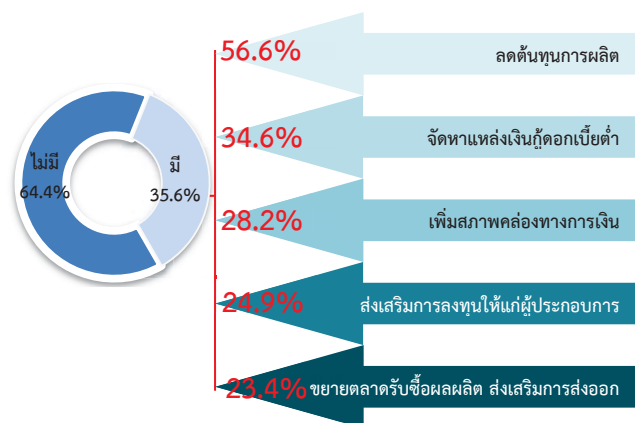 ไม่มี
64.4%
มี
35.6%
56.6% ลดต้นทุนการผลิต
34.6% จัดหาแหล่งเงินกู้ดอกเบี้ยต่ำ
28.2% เพิ่มสภาพคล่องทางการเงิน
24.9% ส่งเสริมการลงทุนให้แก่ผู้ประกอบการ
23.4% ขยายตลาดรับซื้อผลผลิต ส่งเสริมการส่งออก